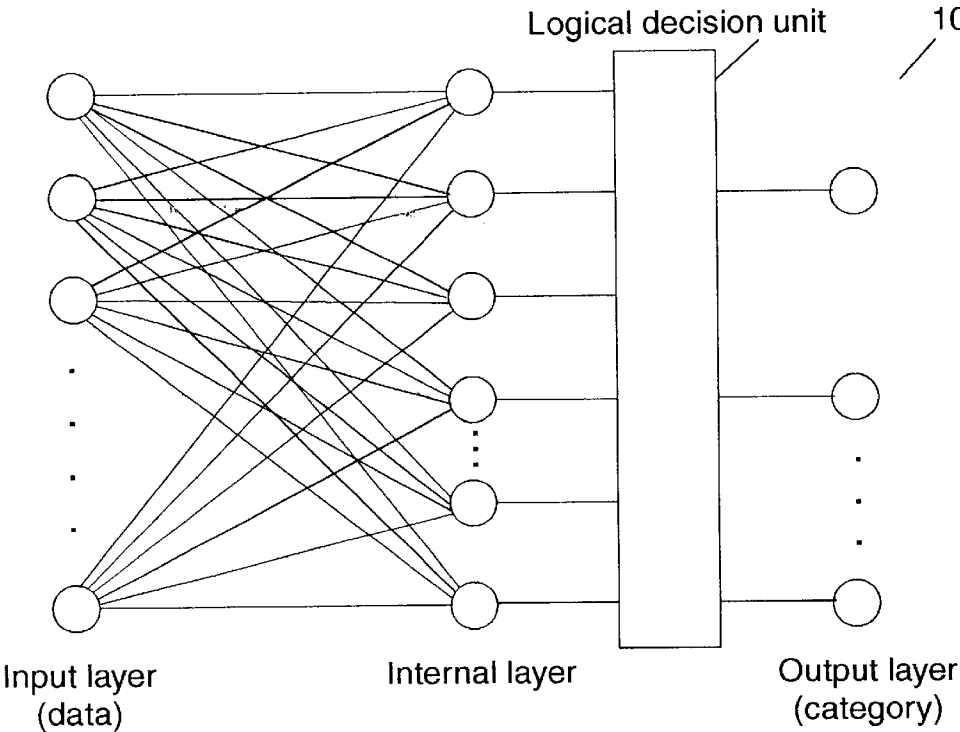 Logical decision unit
10
Input layer
(data)
Internal layer
Output layer
(category)